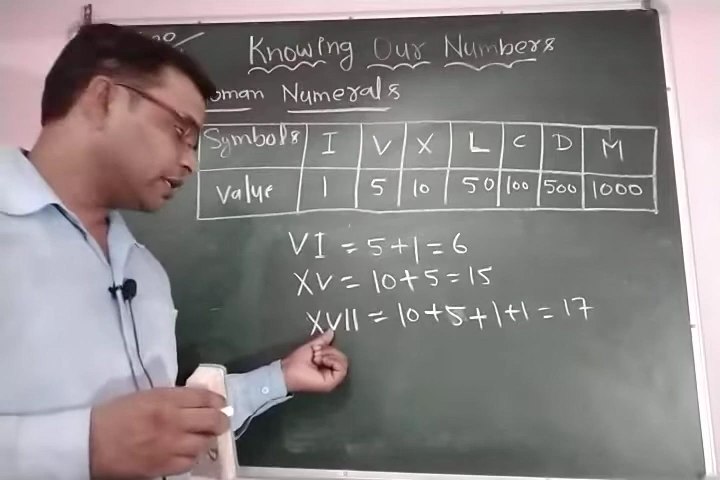 Knowing Our Numbers
oman Numerals
Symbols I V X L C D M
Value 1 5 10 50 100 500 1000
VI = 5+1=6
XV = 10+5=15
XVII = 10+5+1+1=17